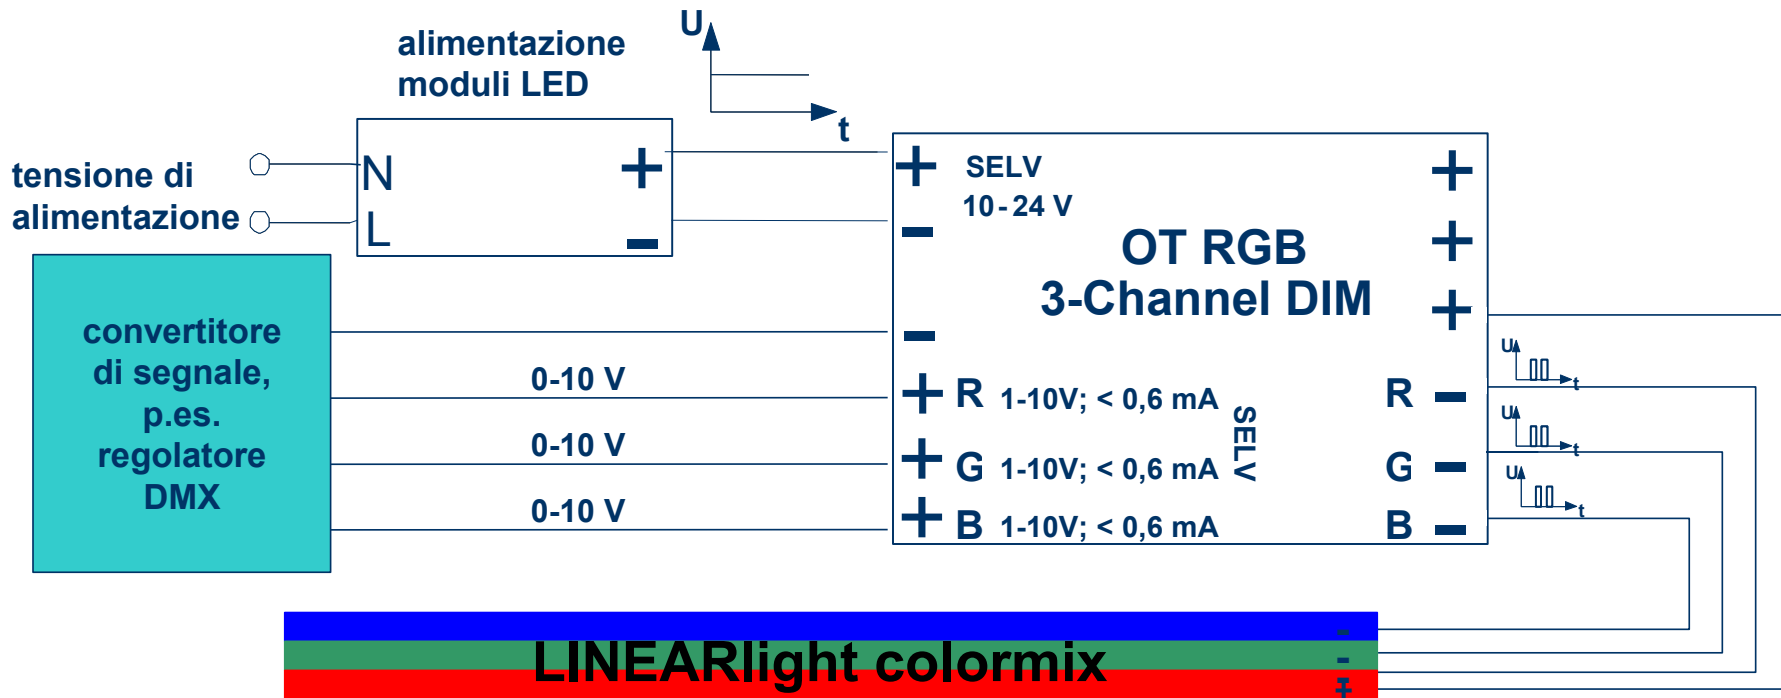 alimentazione
moduli LED
U
t
tensione di
alimentazione
N
L
+
-
+
-
SELV
10-24 V
OT RGB
3-Channel DIM
+
+
+
convertitore
di segnale,
p.es.
regolatore
DMX
-
0-10 V
+ R 1-10V; < 0,6 mA
0-10 V
+ G 1-10V; < 0,6 mA
0-10 V
+ B 1-10V; < 0,6 mA
SELV
R -
G -
B -
U
t
U
t
U
t
LINEARlight colormix
-
-
-
+